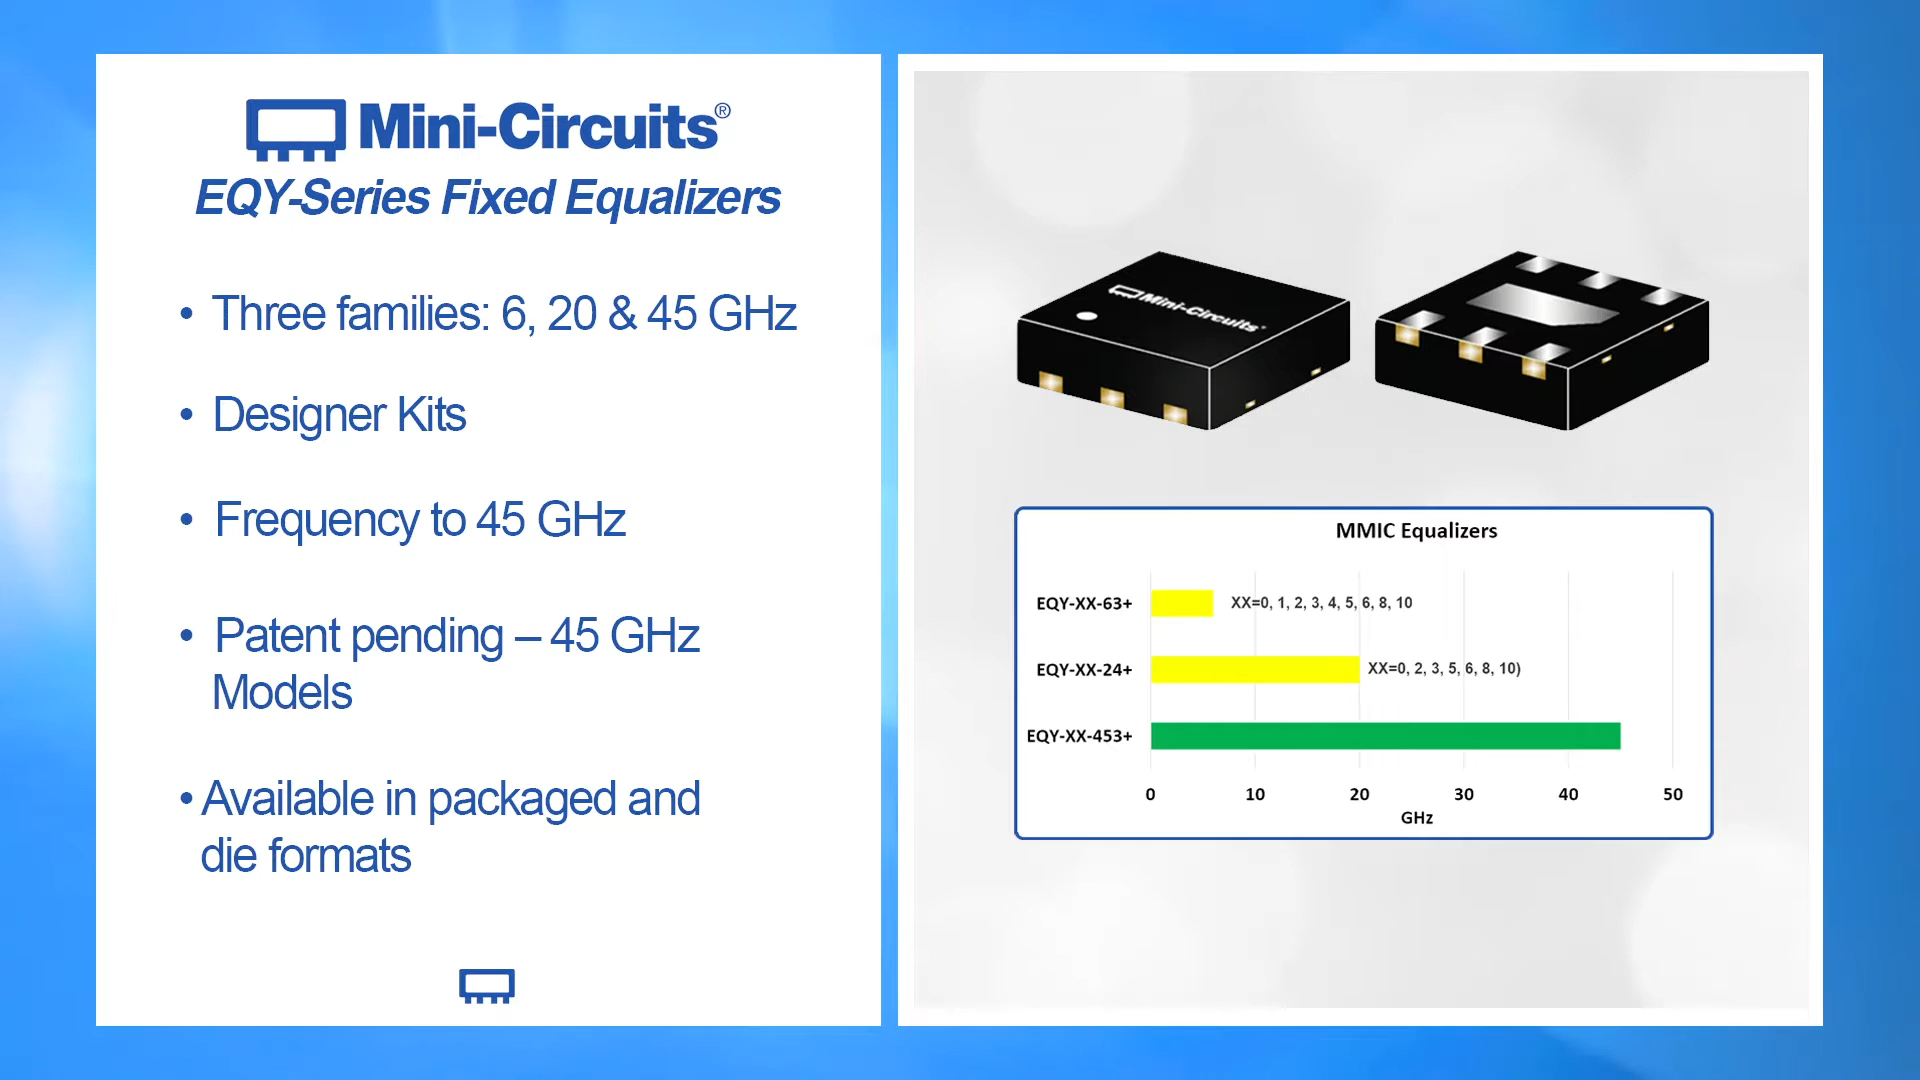 Mini-Circuits®
EQY-Series Fixed Equalizers
• Three families: 6, 20 & 45 GHz
• Designer Kits
• Frequency to 45 GHz
• Patent pending – 45 GHz
Models
• Available in packaged and
die formats
Mini-Circuits®
MMIC Equalizers
EQY-XX-63+ XX=0, 1, 2, 3, 4, 5, 6, 8, 10
EQY-XX-24+ XX=0, 2, 3, 5, 6, 8, 10)
EQY-XX-453+
0 10 20 30 40 50
GHz